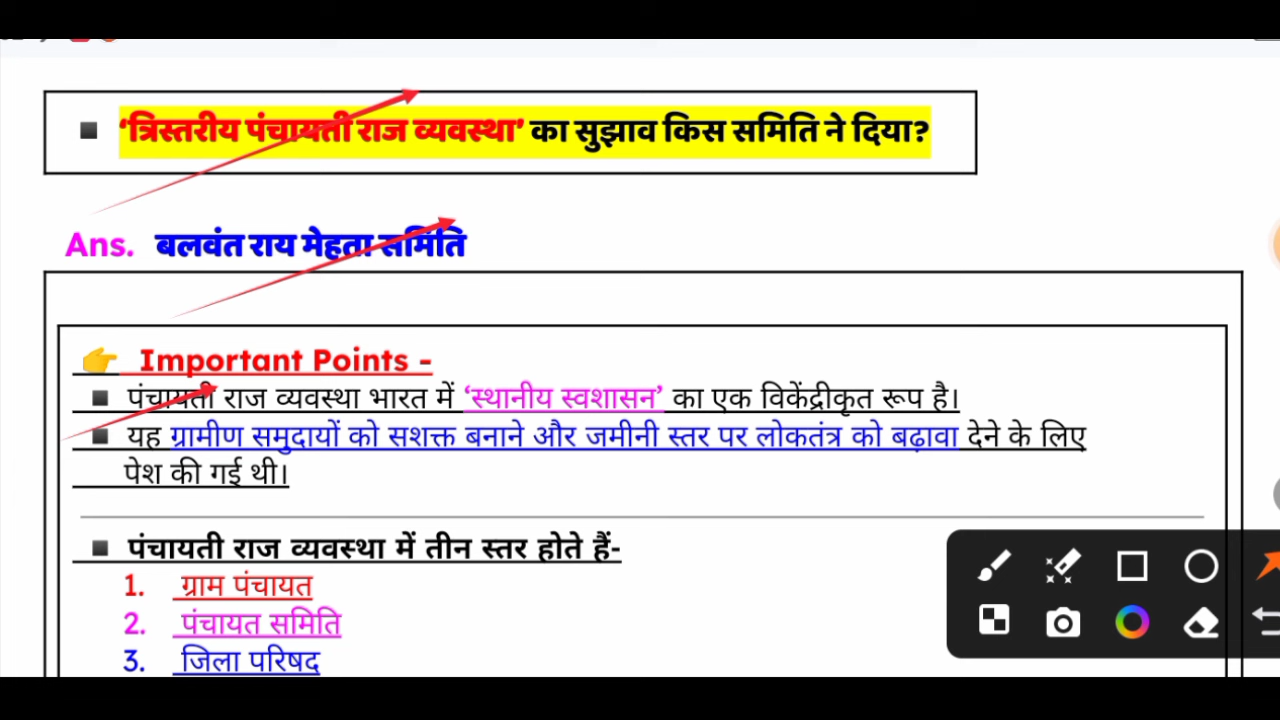 ▪ ‘त्रिस्तरीय पंचायती राज व्यवस्था’ का सुझाव किस समिति ने दिया?
Ans. बलवंत राय मेहता समिति
👉 Important Points -
▪ पंचायती राज व्यवस्था भारत में ‘स्थानीय स्वशासन’ का एक विकेंद्रीकृत रूप है।
▪ यह ग्रामीण समुदायों को सशक्त बनाने और जमीनी स्तर पर लोकतंत्र को बढ़ावा देने के लिए
पेश की गई थी।
▪ पंचायती राज व्यवस्था में तीन स्तर होते हैं-
1. ग्राम पंचायत
2. पंचायत समिति
3. जिला परिषद